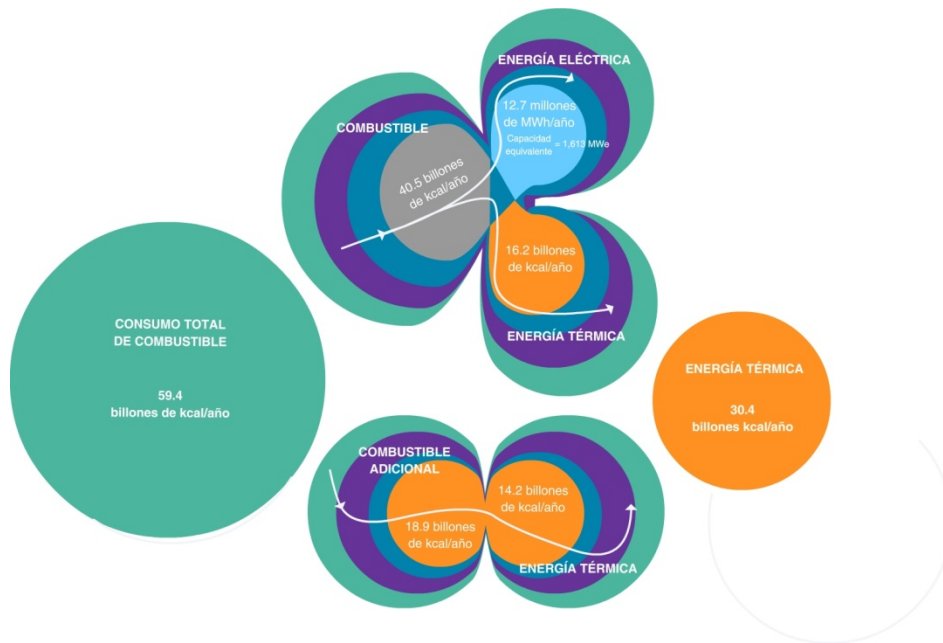 ENERGÍA ELÉCTRICA
12.7 millones
de MWh/año
Capacidad
equivalente = 1,613 MWe
COMBUSTIBLE
40.5 billones
de kcal/año
16.2 billones
de kcal/año
ENERGÍA TÉRMICA
CONSUMO TOTAL
DE COMBUSTIBLE
59.4
billones de kcal/año
ENERGÍA TÉRMICA
30.4
billones kcal/año
COMBUSTIBLE
ADICIONAL
18.9 billones
de kcal/año
14.2 billones
de kcal/año
ENERGÍA TÉRMICA